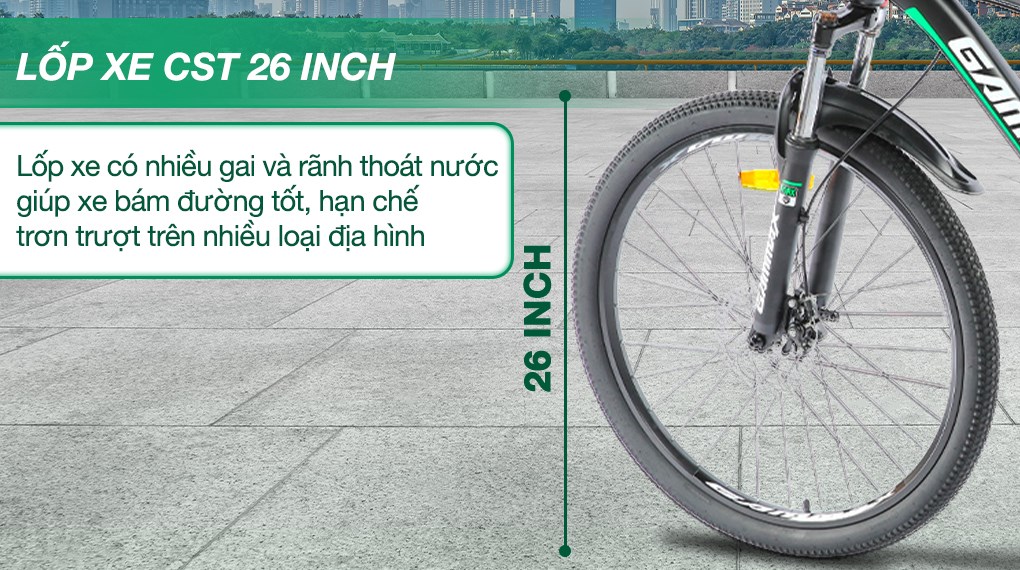 LỐP XE CST 26 INCH
Lốp xe có nhiều gai và rãnh thoát nước
giúp xe bám đường tốt, hạn chế
trơn trượt trên nhiều loại địa hình
26 INCH